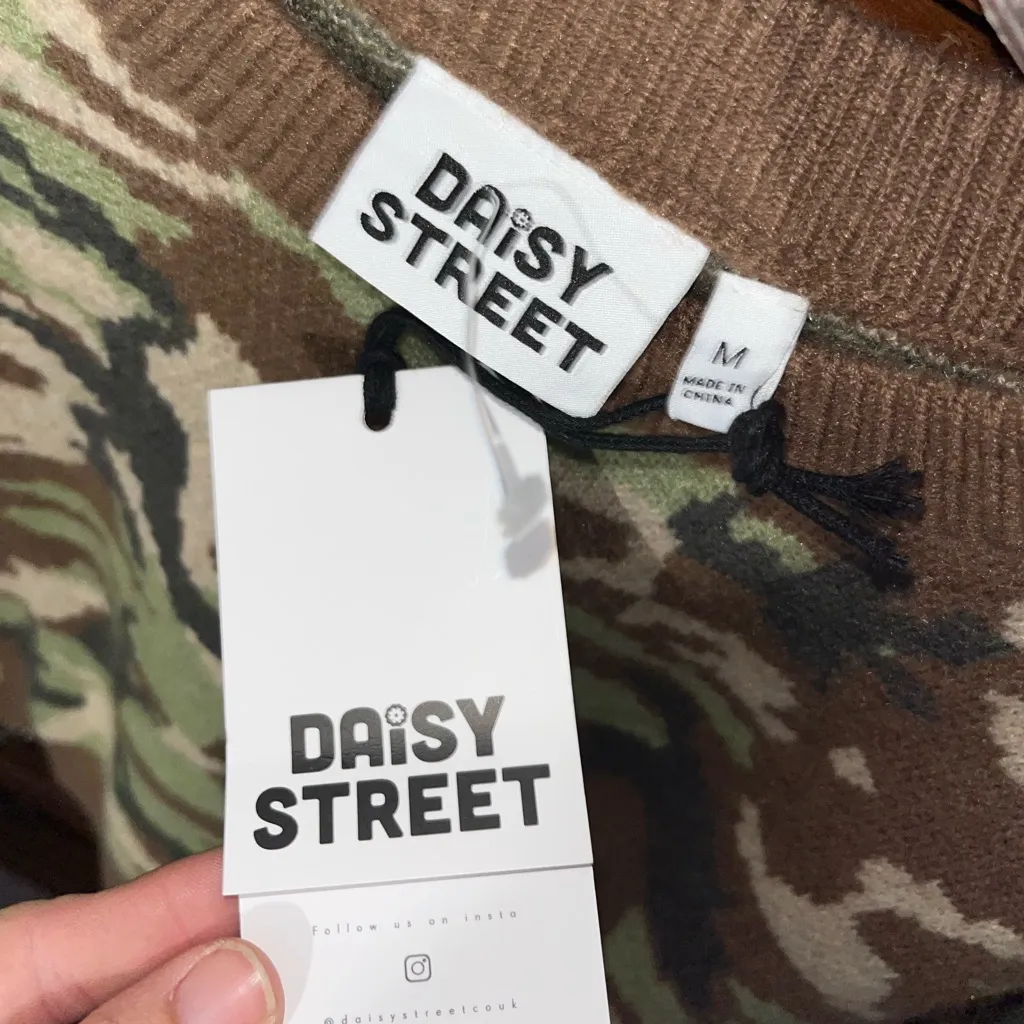 DAiSY
STREET
M
MADE IN
CHINA
DAiSY
STREET
Follow us on insta
@daisystreetcouk